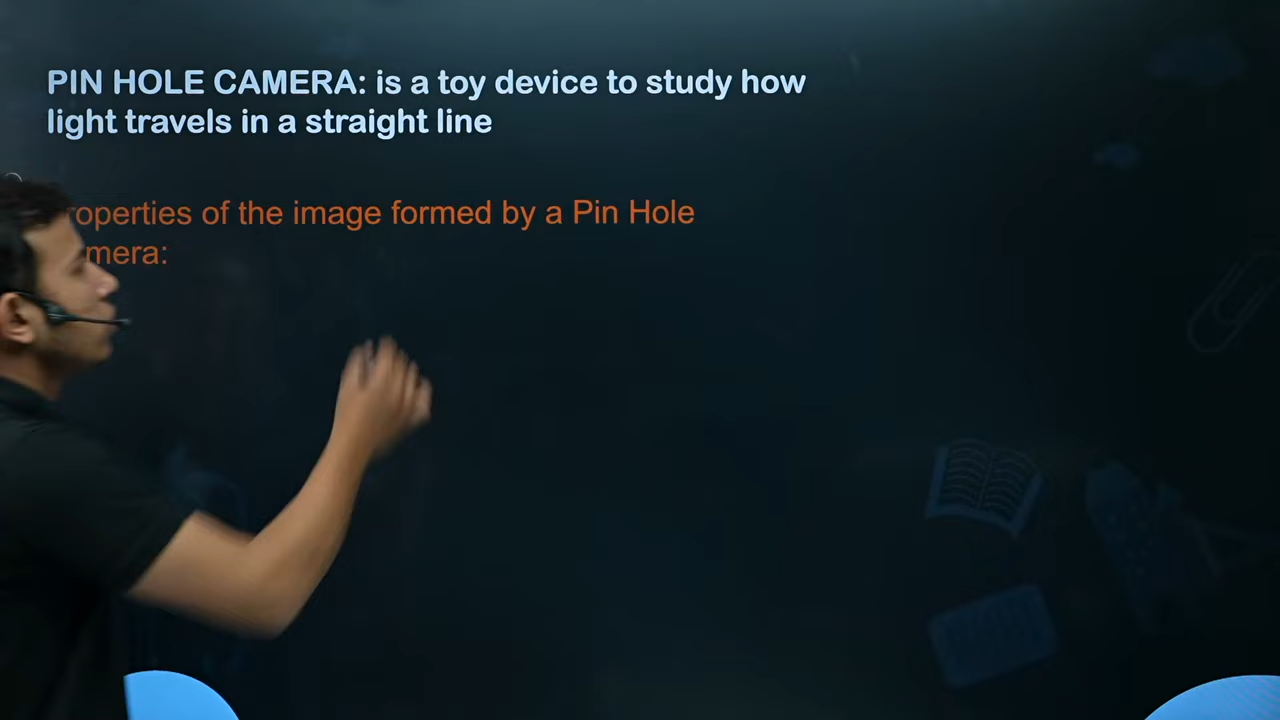 PIN HOLE CAMERA: is a toy device to study how
light travels in a straight line
roperties of the image formed by a Pin Hole
mera: